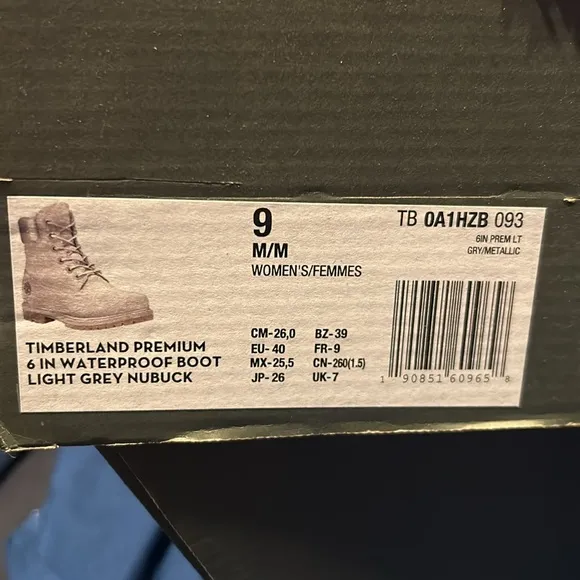 9
M/M
WOMEN'S/FEMMES
TB 0A1HZB 093
6IN PREM LT
GRY/METALLIC
TIMBERLAND PREMIUM
6 IN WATERPROOF BOOT
LIGHT GREY NUBUCK
CM-26,0 BZ-39
EU- 40 FR-9
MX-25,5 CN-260(1.5)
JP-26 UK-7
1 90851 60965 8